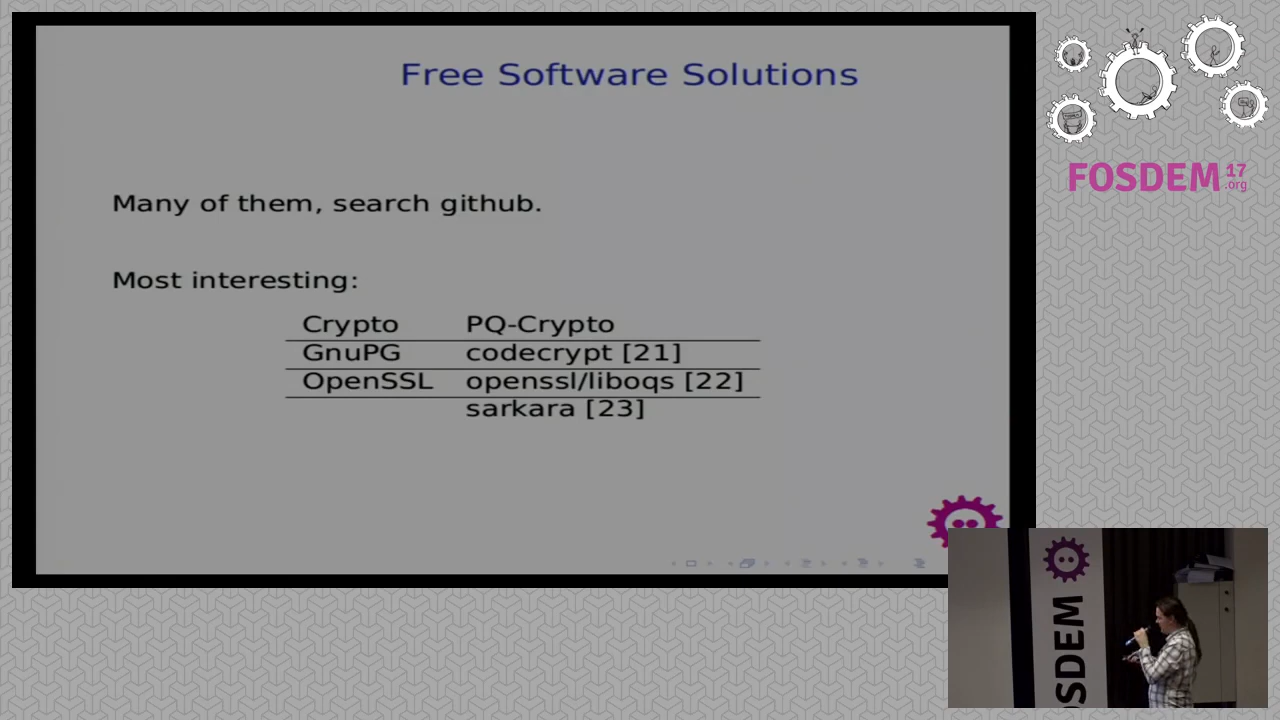 Free Software Solutions
Many of them, search github.
Most interesting:
Crypto PQ-Crypto
GnuPG codecrypt [21]
OpenSSL openssl/liboqs [22]
sarkara [23]
FOSDEM 17
.org
FOSDEM